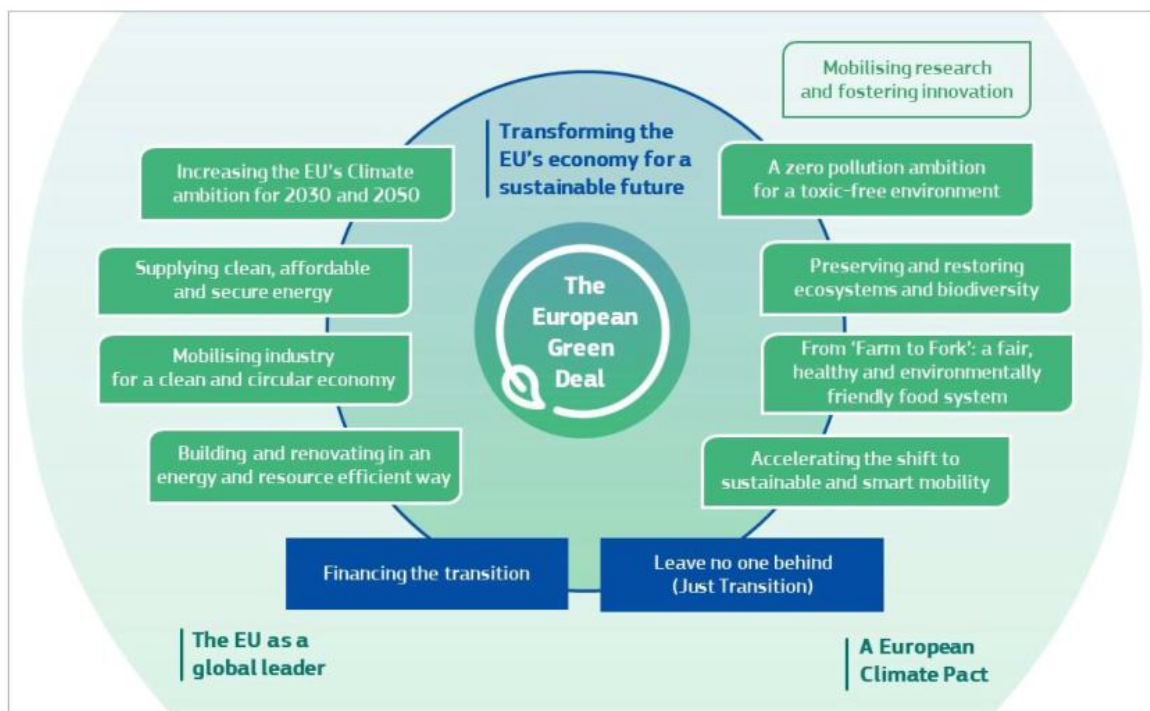 Mobilising research
and fostering innovation
Transforming the
EU's economy for a
sustainable future
Increasing the EU's Climate
ambition for 2030 and 2050
A zero pollution ambition
for a toxic-free environment
Supplying clean, affordable
and secure energy
Preserving and restoring
ecosystems and biodiversity
The
European
Green
Deal
Mobilising industry
for a clean and circular economy
From 'Farm to Fork': a fair,
healthy and environmentally
friendly food system
Building and renovating in an
energy and resource efficient way
Accelerating the shift to
sustainable and smart mobility
Financing the transition
Leave no one behind
(Just Transition)
The EU as a
global leader
A European
Climate Pact